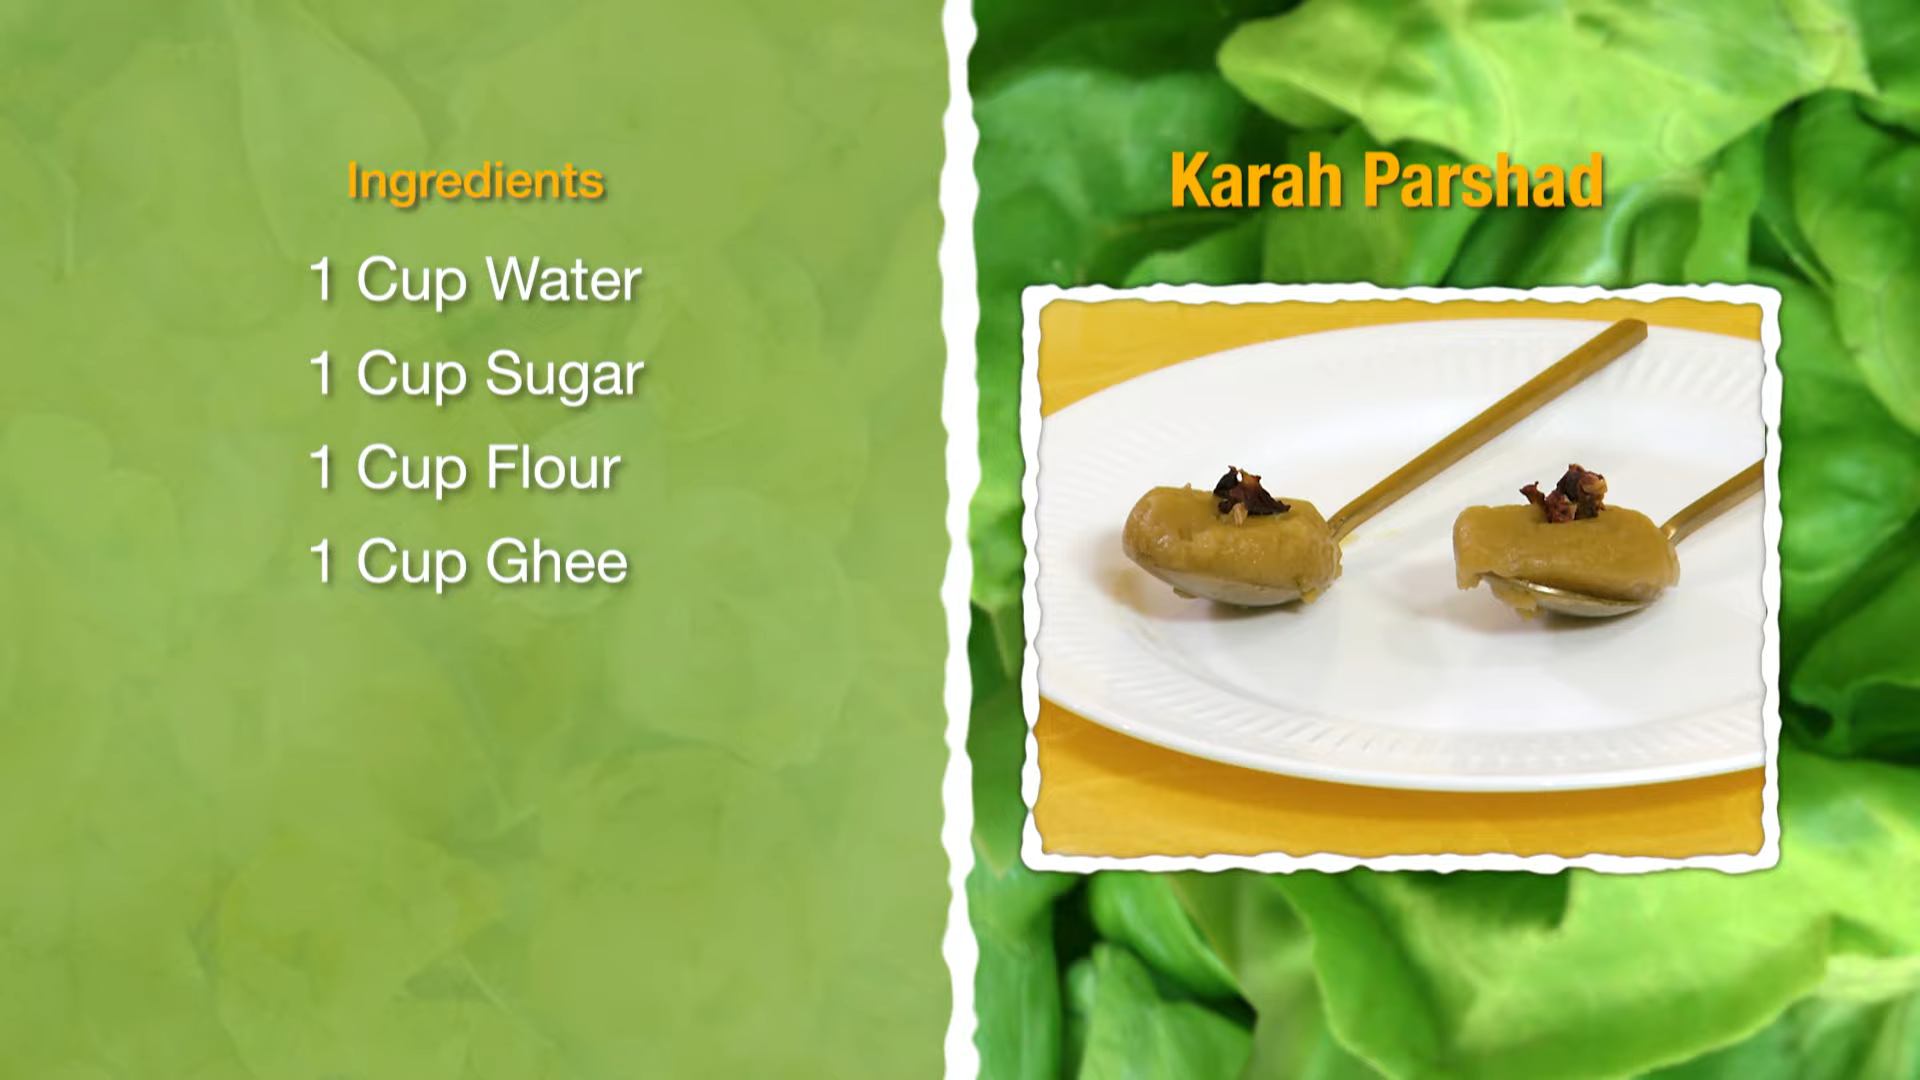 Ingredients
1 Cup Water
1 Cup Sugar
1 Cup Flour
1 Cup Ghee
Karah Parshad